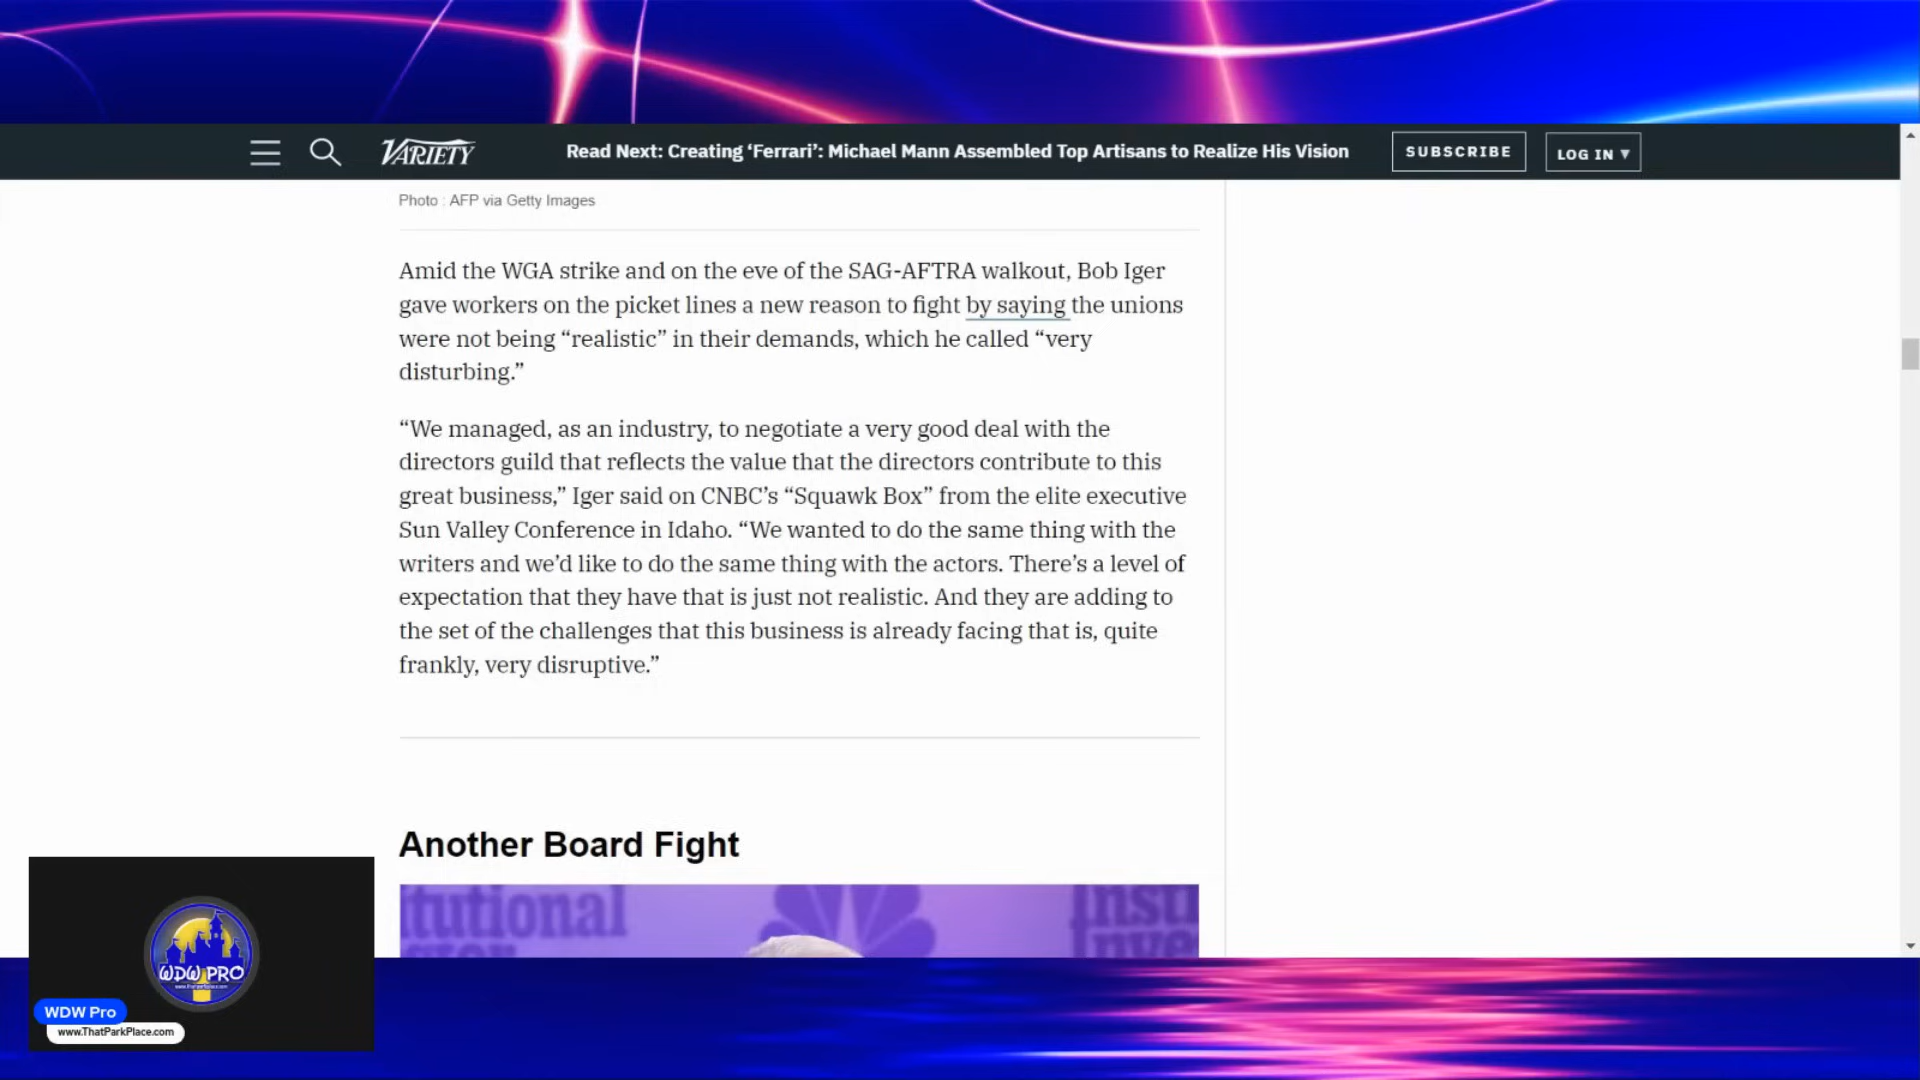 VARIETY
Read Next: Creating ‘Ferrari’: Michael Mann Assembled Top Artisans to Realize His Vision
SUBSCRIBE
LOG IN ▾
Photo : AFP via Getty Images
Amid the WGA strike and on the eve of the SAG-AFTRA walkout, Bob Iger
gave workers on the picket lines a new reason to fight by saying the unions
were not being “realistic” in their demands, which he called “very
disturbing.”
“We managed, as an industry, to negotiate a very good deal with the
directors guild that reflects the value that the directors contribute to this
great business,” Iger said on CNBC’s “Squawk Box” from the elite executive
Sun Valley Conference in Idaho. “We wanted to do the same thing with the
writers and we’d like to do the same thing with the actors. There’s a level of
expectation that they have that is just not realistic. And they are adding to
the set of the challenges that this business is already facing that is, quite
frankly, very disruptive.”
Another Board Fight
tutional
WDW PRO
WDW Pro
www.ThatParkPlace.com